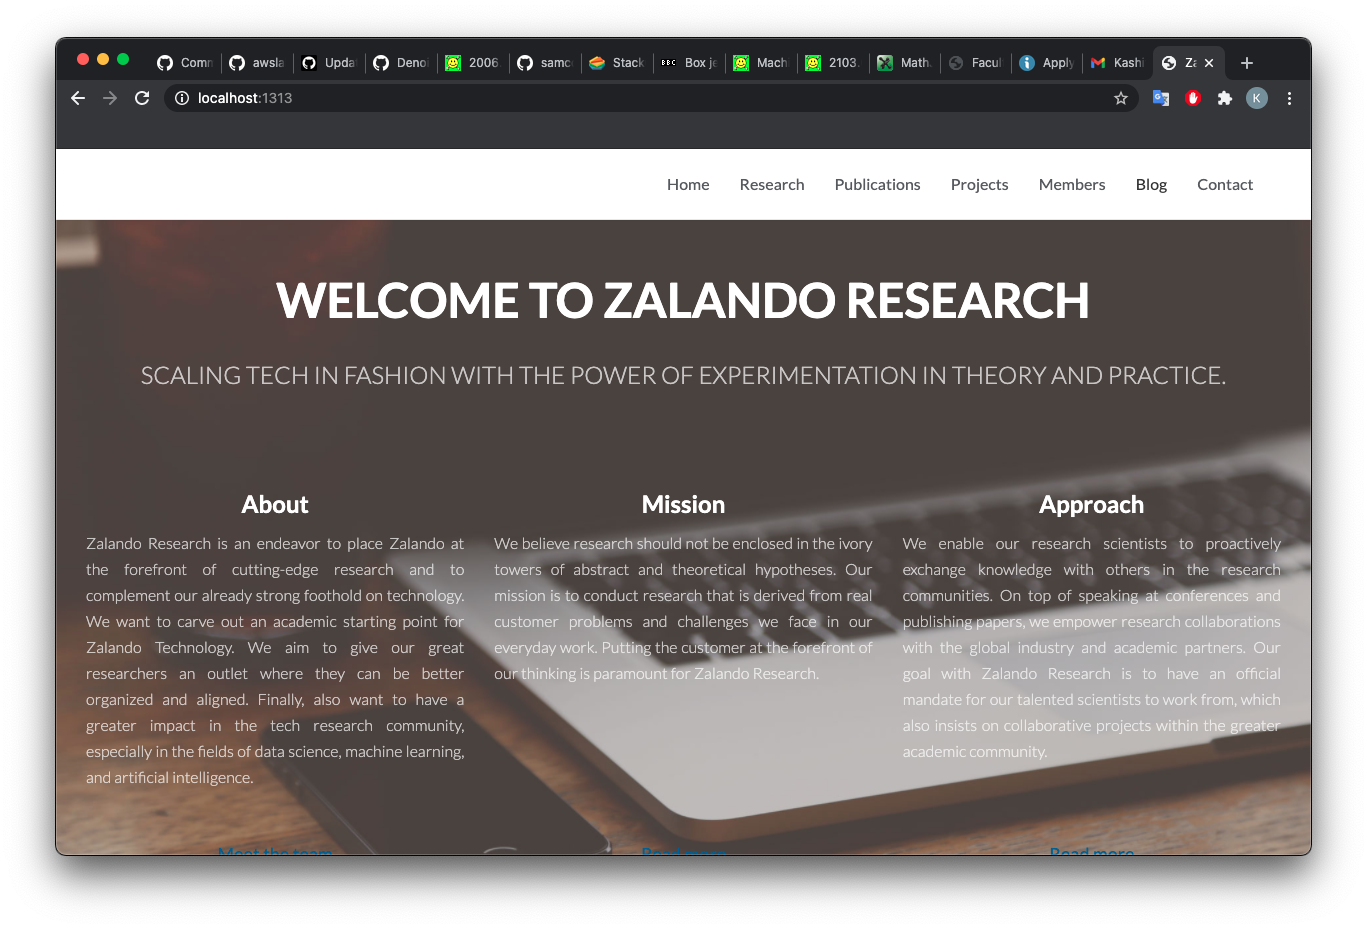 Comm
awsla
Updat
Denoi
2006.
samc
Stack
BBC Box je
Machi
2103.
Math.
Facul
Apply
Kashi
Za
localhost:1313
K
Home Research Publications Projects Members Blog Contact
WELCOME TO ZALANDO RESEARCH
SCALING TECH IN FASHION WITH THE POWER OF EXPERIMENTATION IN THEORY AND PRACTICE.
About
Zalando Research is an endeavor to place Zalando at
the forefront of cutting-edge research and to
complement our already strong foothold on technology.
We want to carve out an academic starting point for
Zalando Technology. We aim to give our great
researchers an outlet where they can be better
organized and aligned. Finally, also want to have a
greater impact in the tech research community,
especially in the fields of data science, machine learning,
and artificial intelligence.
Meet the team
Mission
We believe research should not be enclosed in the ivory
towers of abstract and theoretical hypotheses. Our
mission is to conduct research that is derived from real
customer problems and challenges we face in our
everyday work. Putting the customer at the forefront of
our thinking is paramount for Zalando Research.
Read more
Approach
We enable our research scientists to proactively
exchange knowledge with others in the research
communities. On top of speaking at conferences and
publishing papers, we empower research collaborations
with the global industry and academic partners. Our
goal with Zalando Research is to have an official
mandate for our talented scientists to work from, which
also insists on collaborative projects within the greater
academic community.
Read more